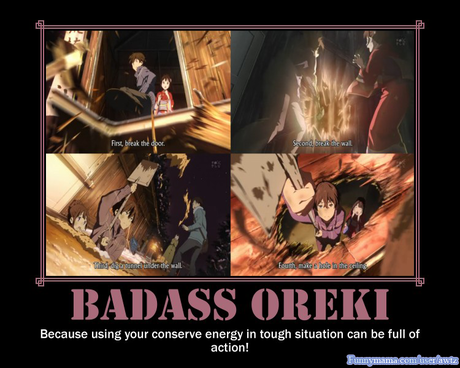 First, break the door.
Second, break the wall.
Third, dig a tunnel under the wall.
Fourth, make a hole in the ceiling.
BADASS OREKI
Because using your conserve energy in tough situation can be full of
action!
Funnymama.com/user/awtz